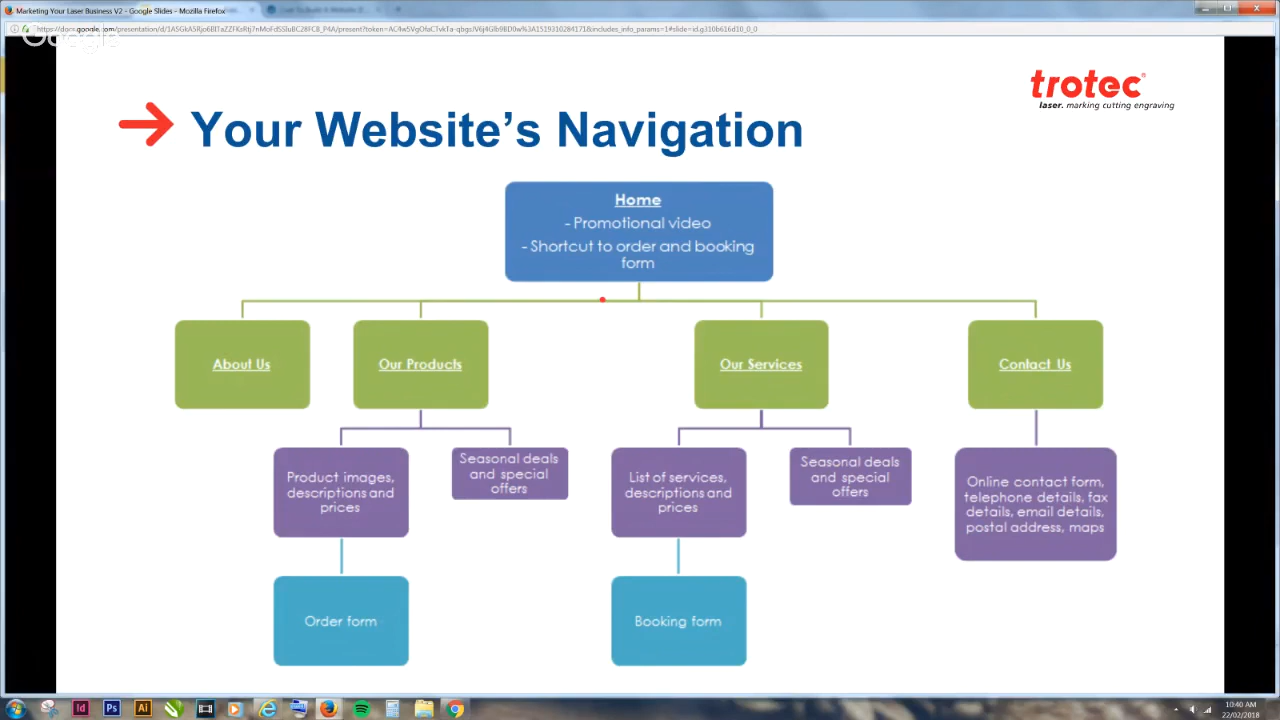 Marketing Your Laser Business V2 - Google Slides - Mozilla Firefox
Google
trotec
laser. marking cutting engraving
Your Website's Navigation
Home
- Promotional video
- Shortcut to order and booking
form
About Us
Our Products
Our Services
Contact Us
Product images,
descriptions and
prices
Seasonal deals
and special
offers
List of services,
descriptions and
prices
Seasonal deals
and special
offers
Online contact form,
telephone details, fax
details, email details,
postal address, maps
Order form
Booking form
Id
Ps
Ai
10:40 AM
22/02/2018